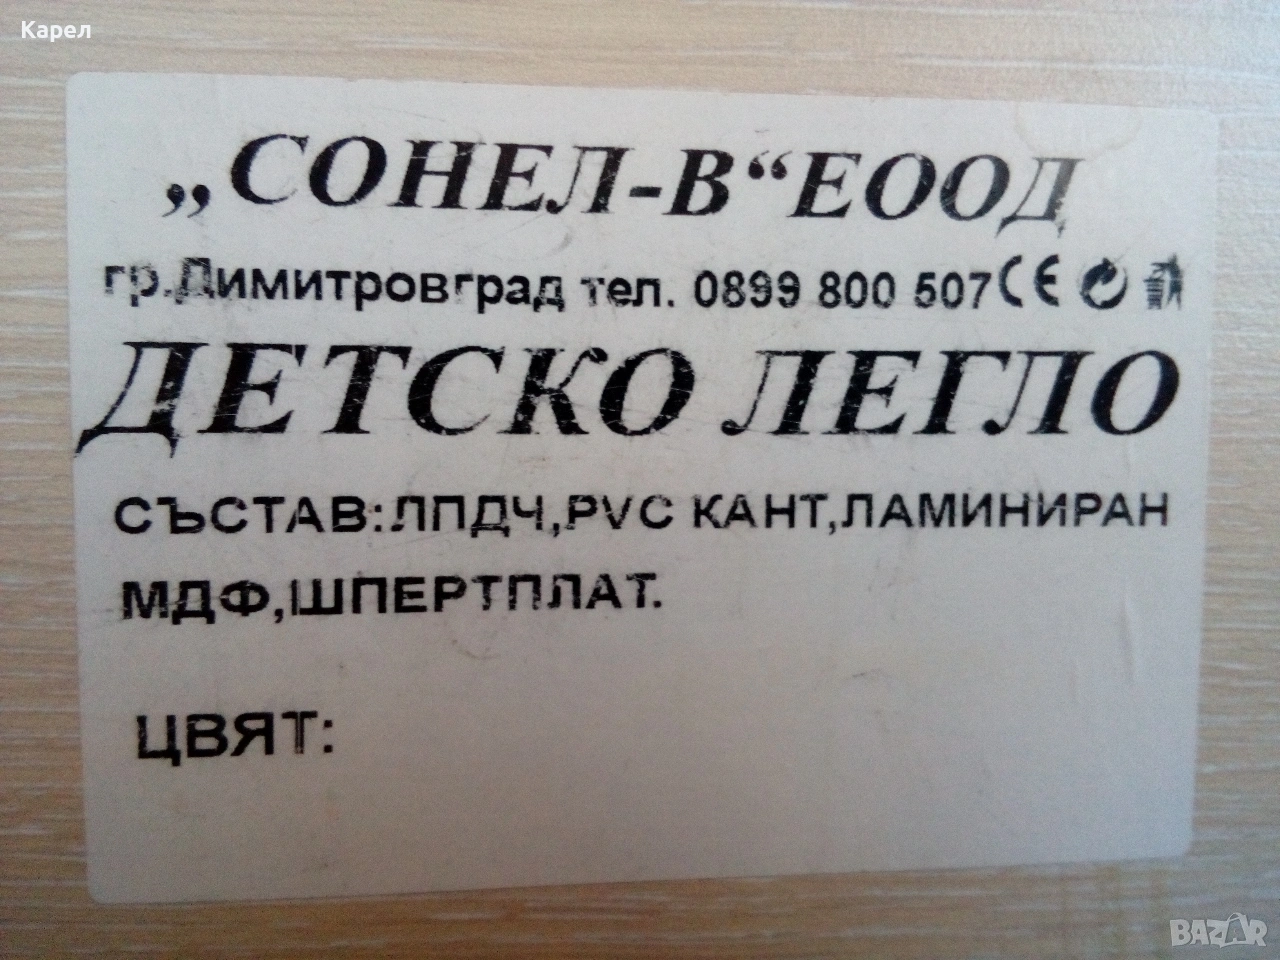 Карел
„СОНЕЛ-В“ЕООД
гр.Димитровград тел. 0899 800 507 CE
ДЕТСКО ЛЕГЛО
СЪСТАВ:ЛПДЧ,PVC КАНТ,ЛАМИНИРАН
МДФ,ШПЕРТПЛАТ.
ЦВЯТ:
BAZAR